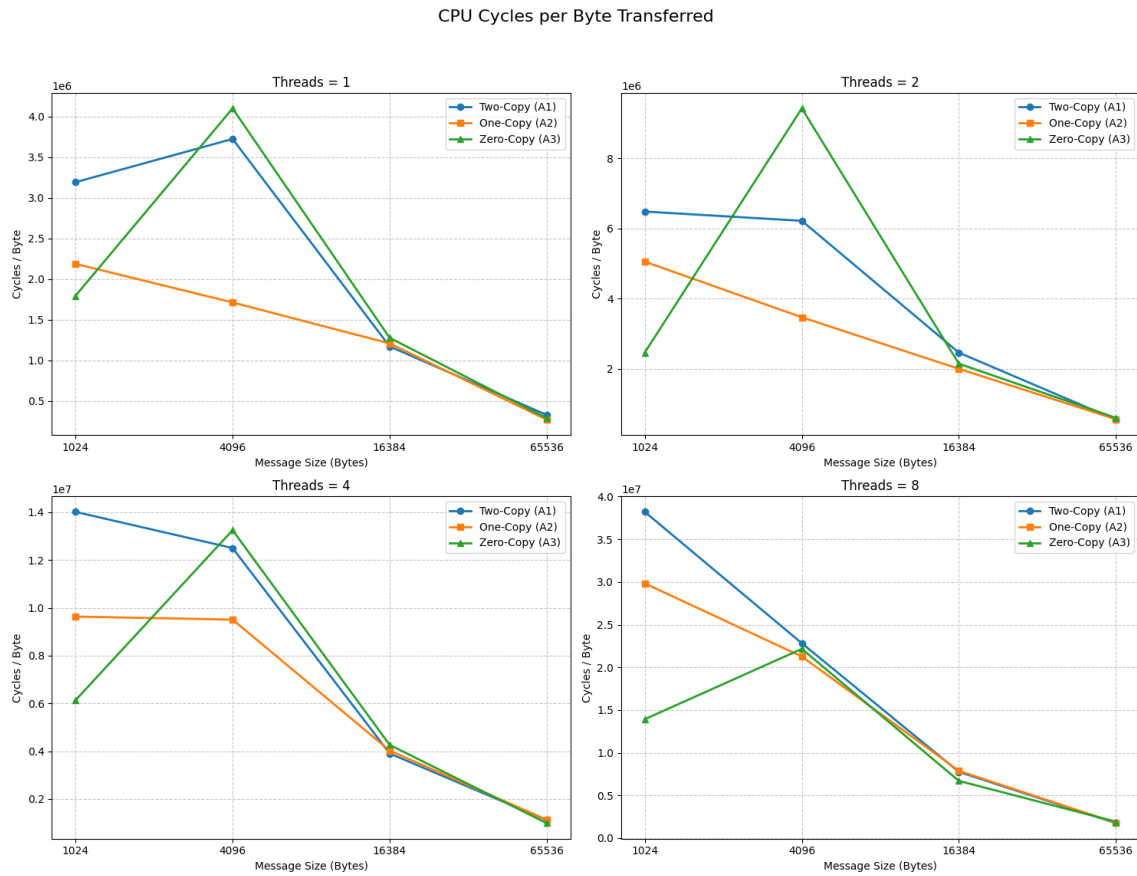 CPU Cycles per Byte Transferred
Threads = 1
1e6
Two-Copy (A1)
One-Copy (A2)
Zero-Copy (A3)
4.0
3.5
3.0
2.5
2.0
1.5
1.0
0.5
Cycles / Byte
1024
4096
16384
65536
Message Size (Bytes)
Threads = 2
1e6
Two-Copy (A1)
One-Copy (A2)
Zero-Copy (A3)
8
6
4
2
Cycles / Byte
1024
4096
16384
65536
Message Size (Bytes)
Threads = 4
1e7
Two-Copy (A1)
One-Copy (A2)
Zero-Copy (A3)
1.4
1.2
1.0
0.8
0.6
0.4
0.2
Cycles / Byte
1024
4096
16384
65536
Message Size (Bytes)
Threads = 8
1e7
Two-Copy (A1)
One-Copy (A2)
Zero-Copy (A3)
4.0
3.5
3.0
2.5
2.0
1.5
1.0
0.5
0.0
Cycles / Byte
1024
4096
16384
65536
Message Size (Bytes)